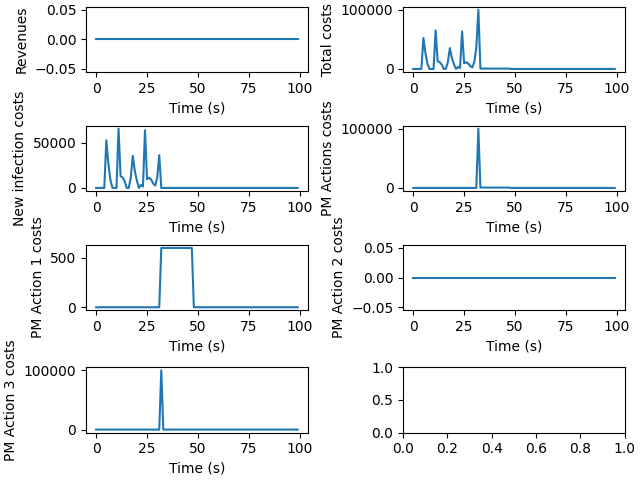 Revenues
0.05
0.00
−0.05
0 25 50 75 100
Time (s)
Total costs
100000
0
0 25 50 75 100
Time (s)
New infection costs
50000
0
0 25 50 75 100
Time (s)
PM Actions costs
100000
0
0 25 50 75 100
Time (s)
PM Action 1 costs
500
0
0 25 50 75 100
Time (s)
PM Action 2 costs
0.05
0.00
−0.05
0 25 50 75 100
Time (s)
PM Action 3 costs
100000
0
0 25 50 75 100
Time (s)
1.0
0.5
0.0
0.0 0.2 0.4 0.6 0.8 1.0